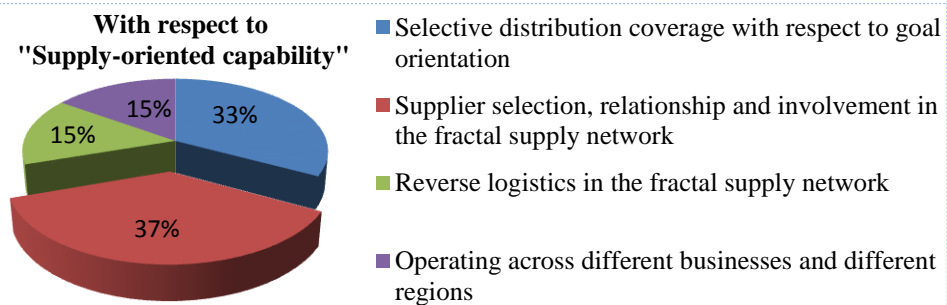 With respect to
"Supply-oriented capability"
33%
37%
15%
15%
Selective distribution coverage with respect to goal
orientation
Supplier selection, relationship and involvement in
the fractal supply network
Reverse logistics in the fractal supply network
Operating across different businesses and different
regions